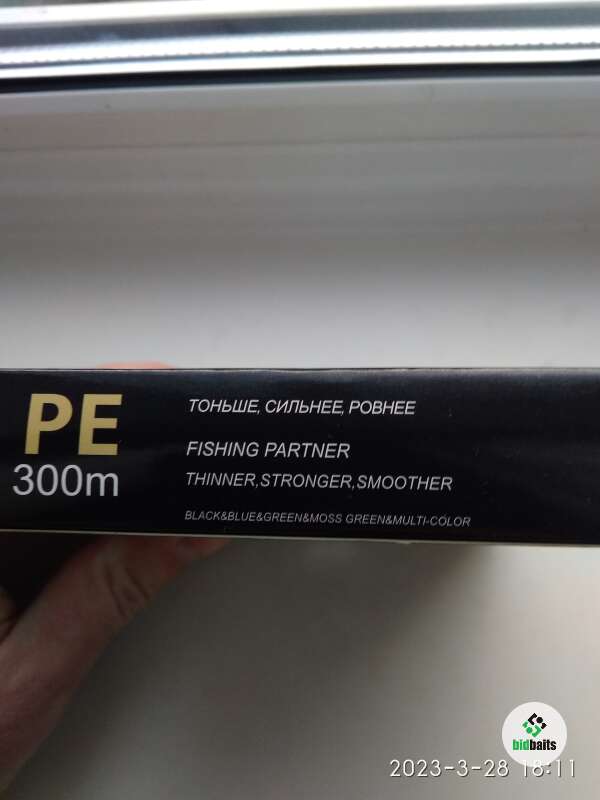 PE
300m
ТОНЬШЕ, СИЛЬНЕЕ, РОВНЕЕ
FISHING PARTNER
THINNER,STRONGER,SMOOTHER
BLACK&BLUE&GREEN&MOSS GREEN&MULTI-COLOR
bidbaits
2023-3-28 18:11